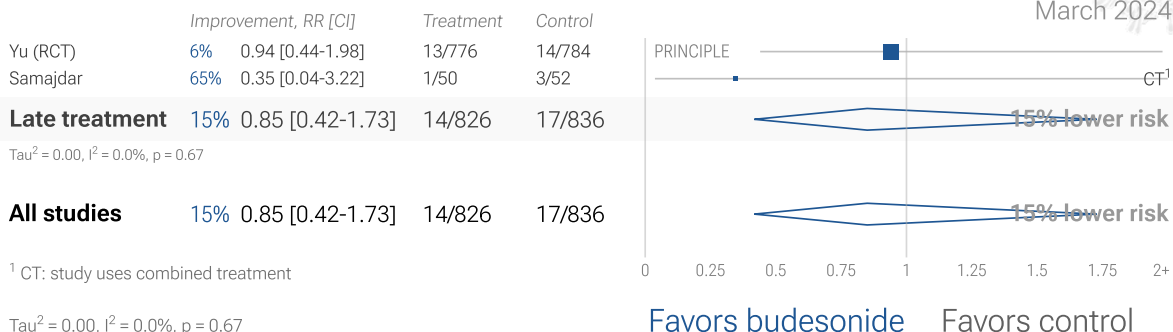 March 2024
Improvement, RR [CI] Treatment Control
Yu (RCT) 6% 0.94 [0.44-1.98] 13/776 14/784 PRINCIPLE
Samajdar 65% 0.35 [0.04-3.22] 1/50 3/52 CT¹
Late treatment 15% 0.85 [0.42-1.73] 14/826 17/836 15% lower risk
Tau² = 0.00, I² = 0.0%, p = 0.67
All studies 15% 0.85 [0.42-1.73] 14/826 17/836 15% lower risk
0 0.25 0.5 0.75 1 1.25 1.5 1.75 2+
¹ CT: study uses combined treatment
Tau² = 0.00, I² = 0.0%, p = 0.67
Favors budesonide Favors control